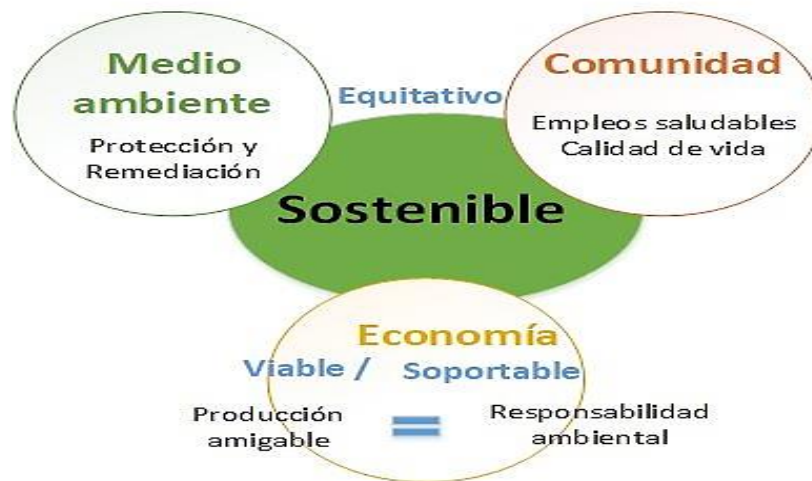 Medio
ambiente
Protección y
Remediación
Equitativo
Comunidad
Empleos saludables
Calidad de vida
Sostenible
Economía
Viable / Soportable
Producción
amigable
=
Responsabilidad
ambiental